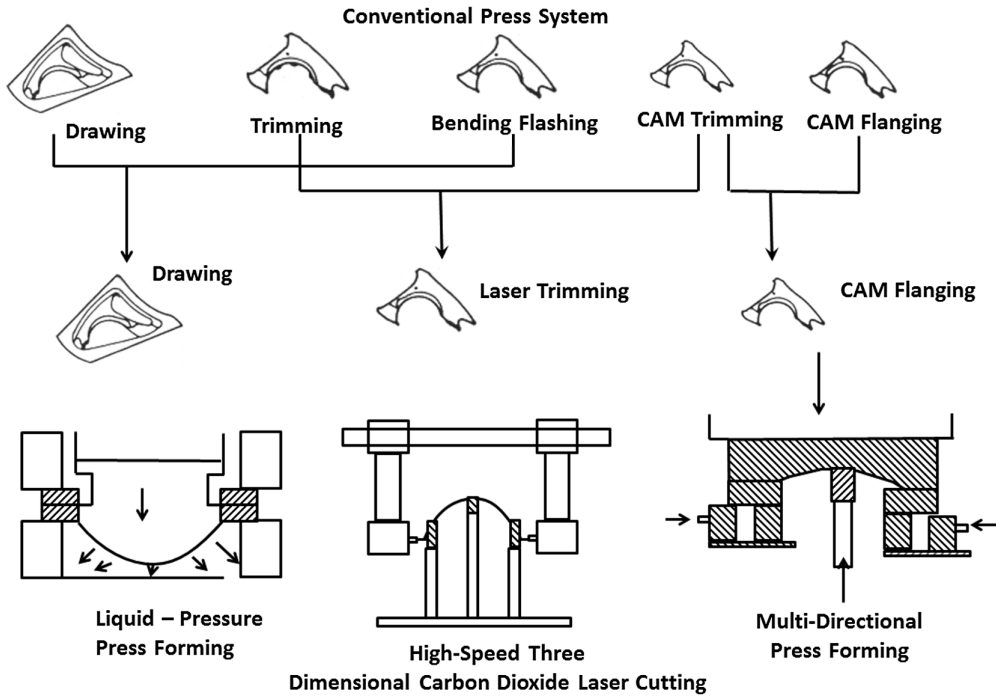 Conventional Press System
Drawing
Trimming
Bending Flashing
CAM Trimming
CAM Flanging
Drawing
Laser Trimming
CAM Flanging
Liquid – Pressure
Press Forming
High-Speed Three
Dimensional Carbon Dioxide Laser Cutting
Multi-Directional
Press Forming